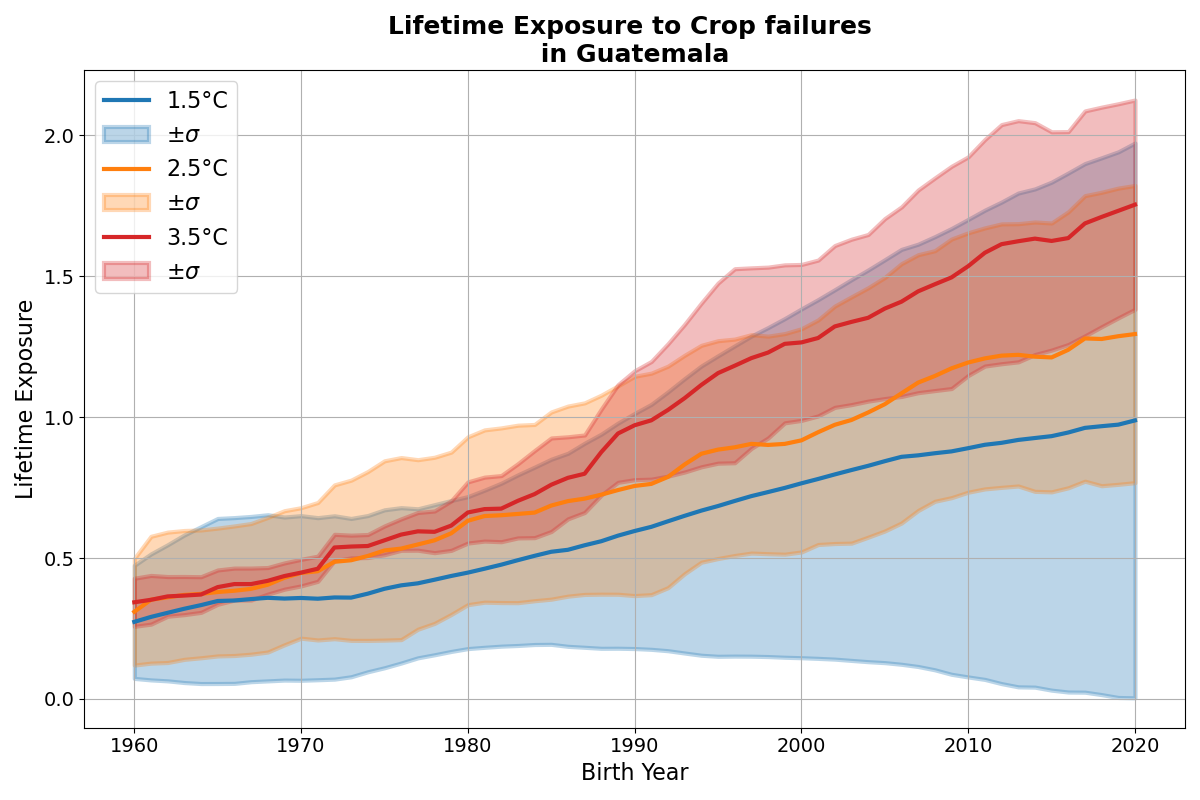 Lifetime Exposure to Crop failures
in Guatemala
1.5°C
±σ
2.5°C
±σ
3.5°C
±σ
Lifetime Exposure
2.0
1.5
1.0
0.5
0.0
1960 1970 1980 1990 2000 2010 2020
Birth Year